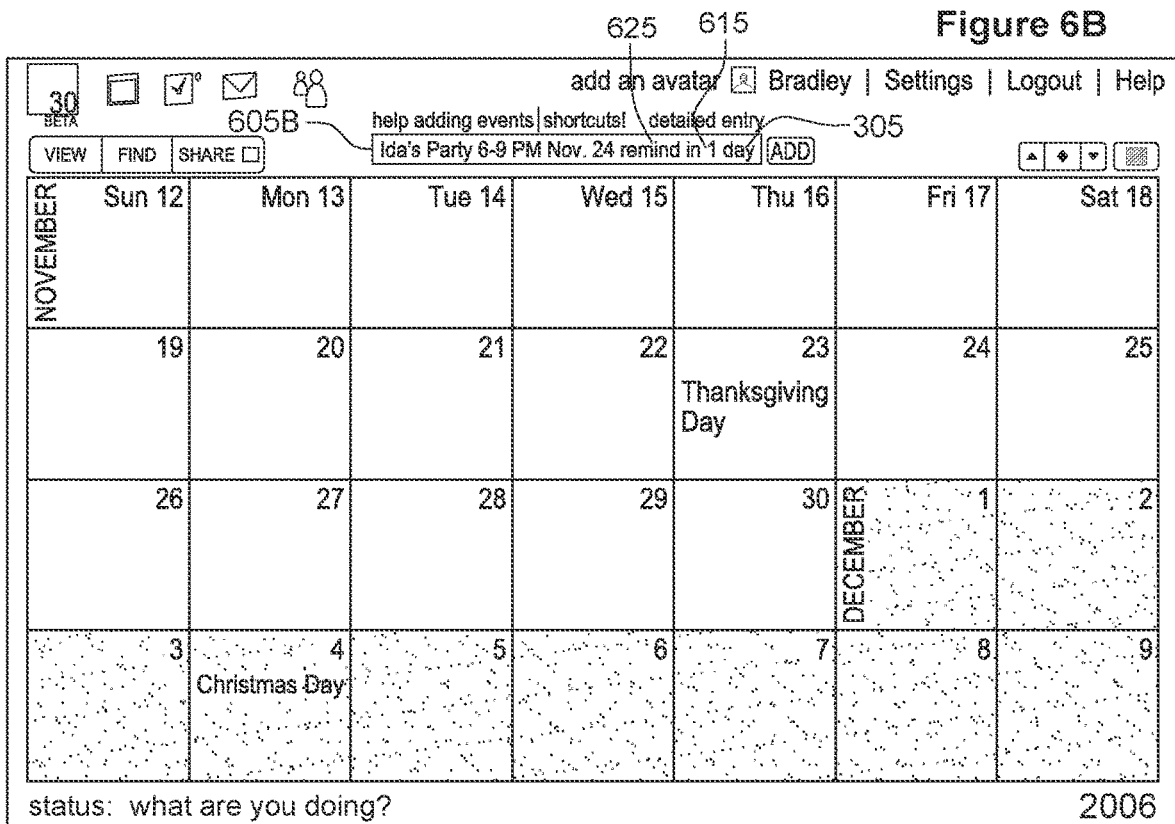 Figure 6B
625 615
30
BETA
add an avatar Bradley | Settings | Logout | Help
605B
help adding events | shortcuts! detailed entry
305
VIEW FIND SHARE
Ida's Party 6-9 PM Nov. 24 remind in 1 day ADD
NOVEMBER
Sun 12 Mon 13 Tue 14 Wed 15 Thu 16 Fri 17 Sat 18
19 20 21 22 23 24 25
Thanksgiving
Day
26 27 28 29 30 1 2
DECEMBER
3 4 5 6 7 8 9
Christmas Day
status: what are you doing? 2006